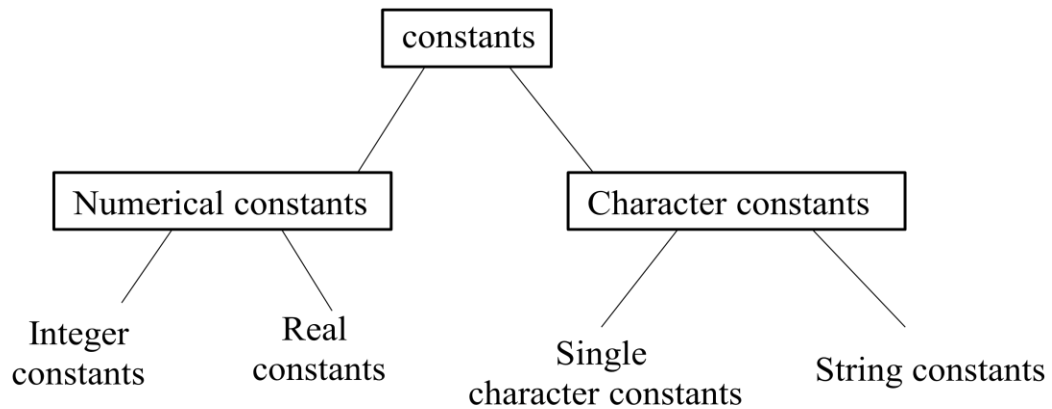 constants
Numerical constants
Character constants
Integer
constants
Real
constants
Single
character constants
String constants